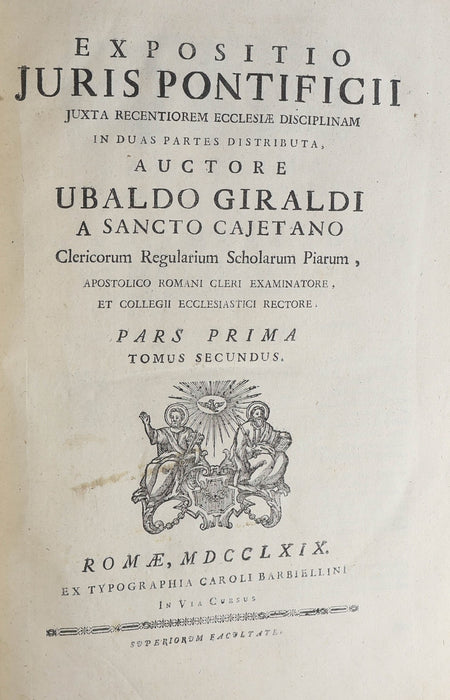 EXPOSITIO
JURIS PONTIFICII
JUXTA RECENTIOREM ECCLESIÆ DISCIPLINAM
IN DUAS PARTES DISTRIBUTA,
AUCTORE
UBALDO GIRALDI
A SANCTO CAJETANO
Clericorum Regularium Scholarum Piarum,
APOSTOLICO ROMANI CLERI EXAMINATORE,
ET COLLEGII ECCLESIASTICI RECTORE.
PARS PRIMA
TOMUS SECUNDUS.
ROMÆ, MDCCLXIX.
EX TYPOGRAPHIA CAROLI BARBIELLINI
IN VIA CURSUS
SUPERIORUM FACULTATE.